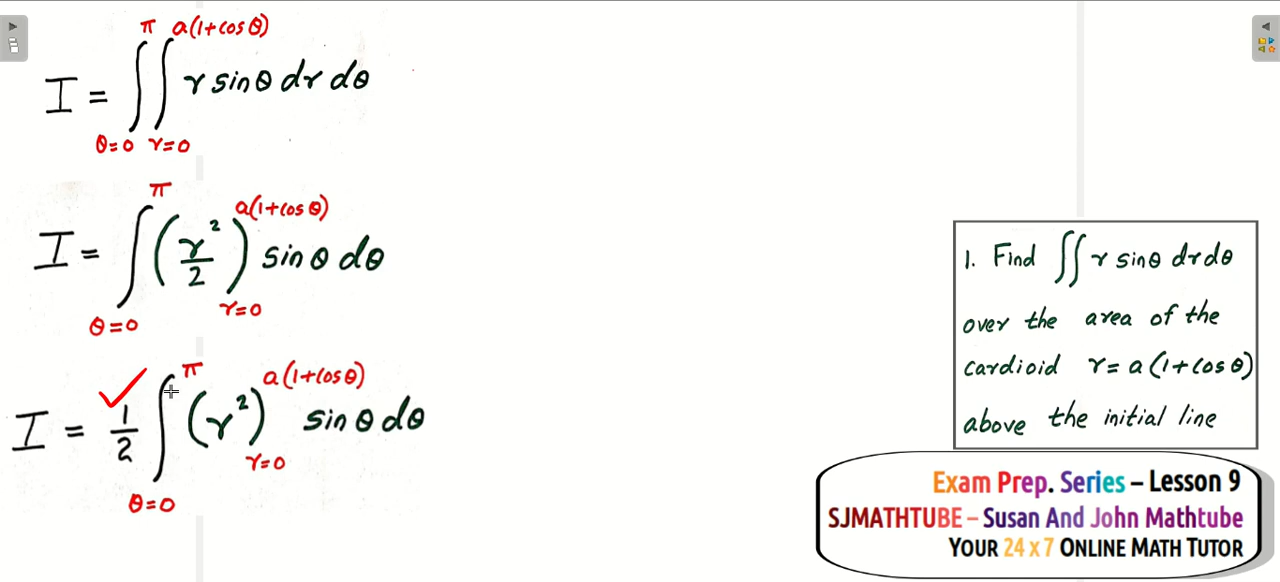 I = ∫_{θ=0}^{π} ∫_{r=0}^{a(1+cos θ)} r sinθ dr dθ
I = ∫_{θ=0}^{π} (r²/2)_{r=0}^{a(1+cos θ)} sin θ dθ
I = 1/2 ∫_{θ=0}^{π} (r²)_{r=0}^{a(1+cos θ)} sin θ dθ
1. Find ∫∫ r sinθ dr dθ
over the area of the
cardioid r = a(1+cos θ)
above the initial line
Exam Prep. Series – Lesson 9
SJMATHTUBE – Susan And John Mathtube
YOUR 24 x 7 ONLINE MATH TUTOR